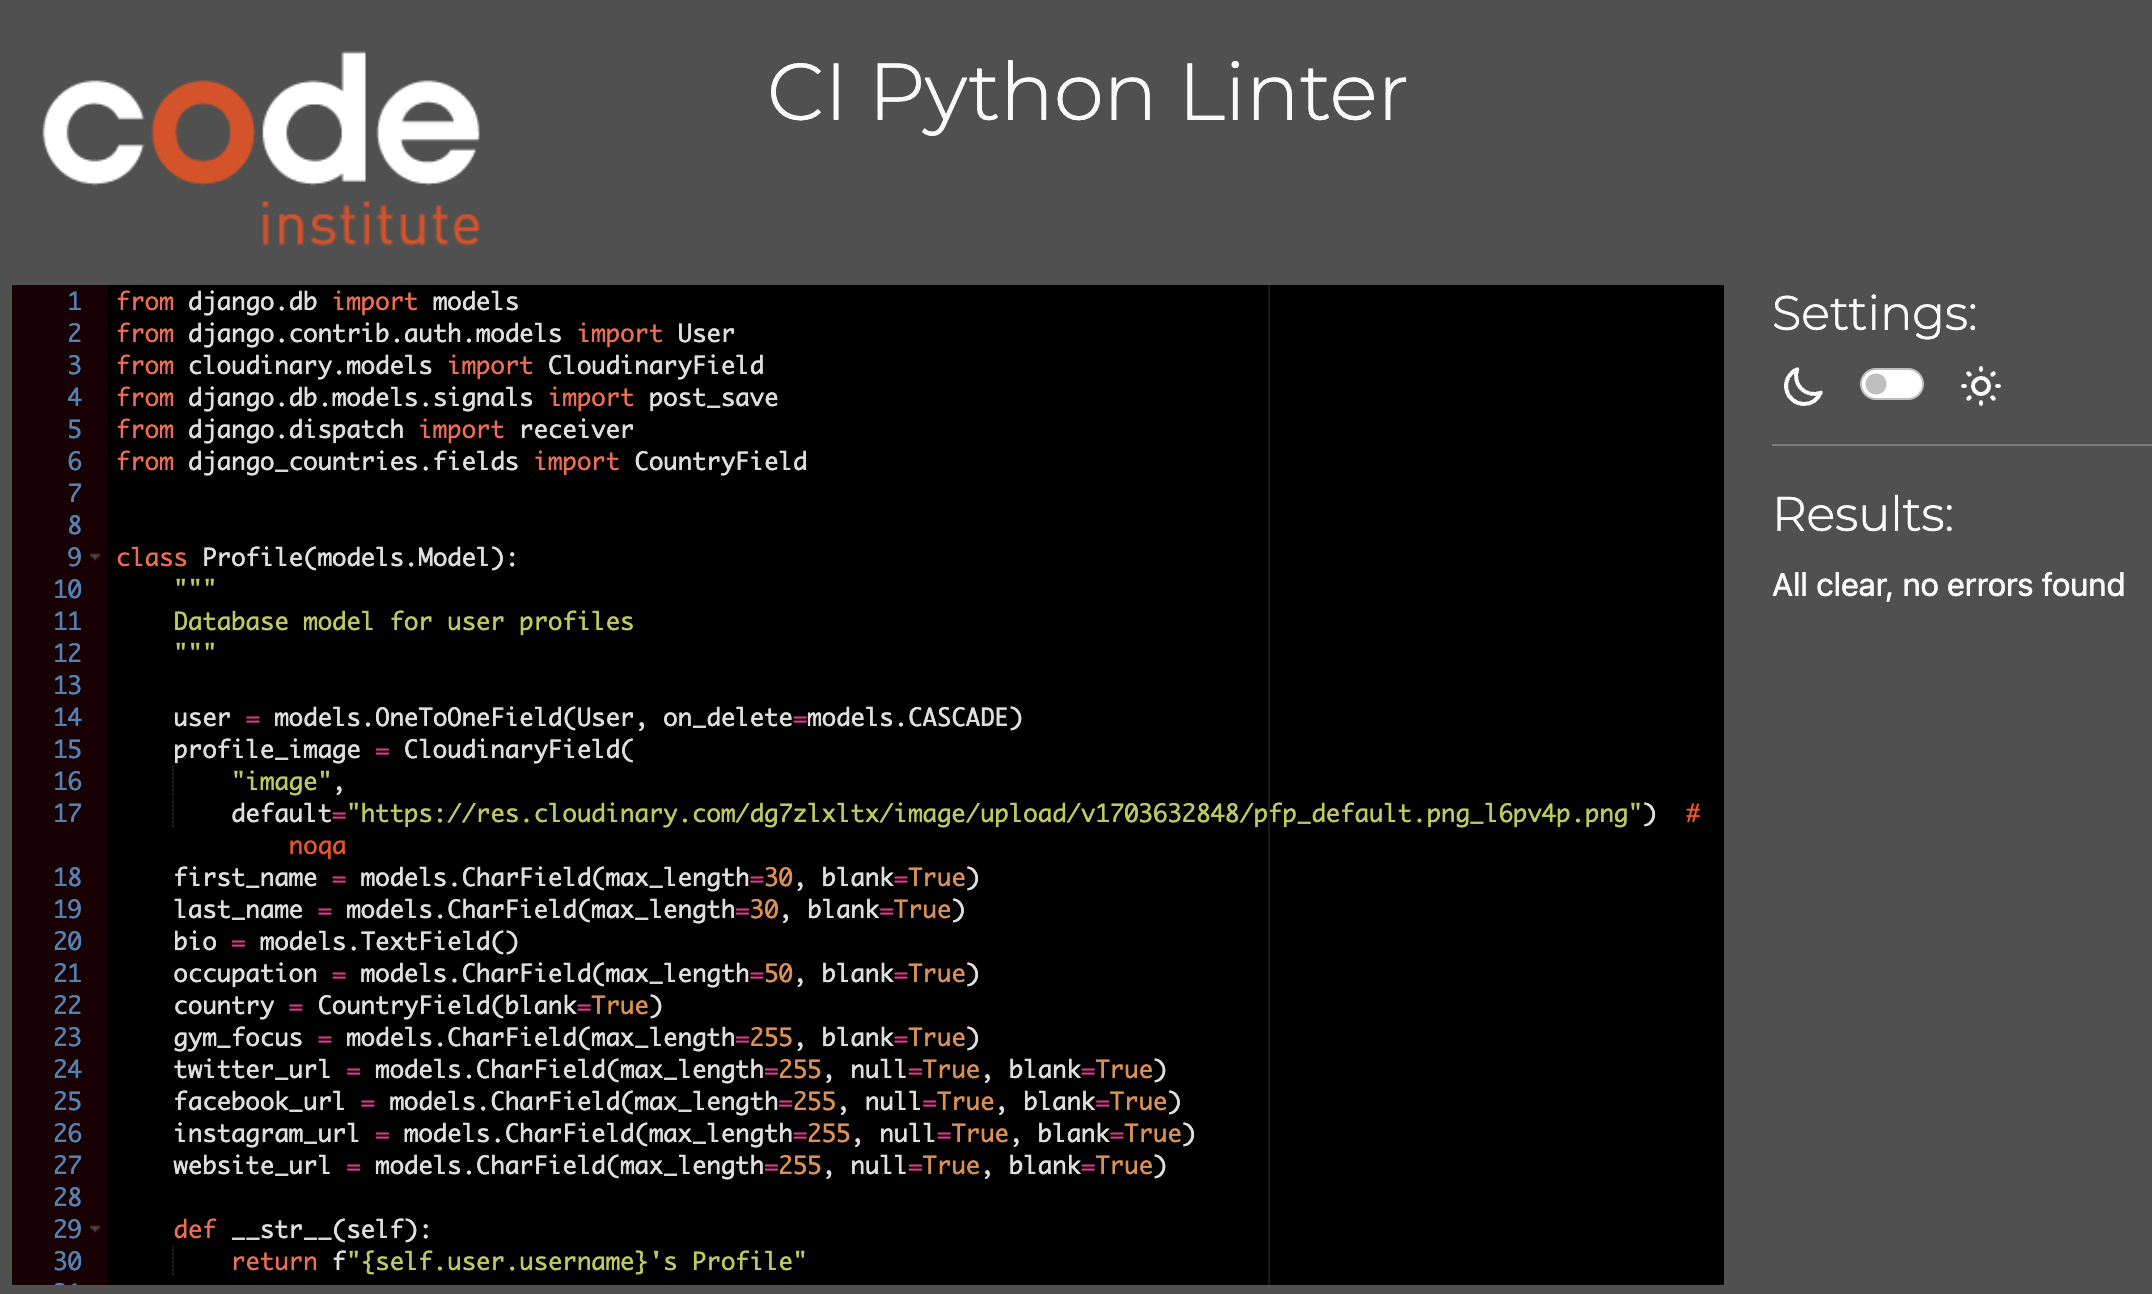 code
institute
CI Python Linter
1 from django.db import models
2 from django.contrib.auth.models import User
3 from cloudinary.models import CloudinaryField
4 from django.db.models.signals import post_save
5 from django.dispatch import receiver
6 from django_countries.fields import CountryField
7
8
9 class Profile(models.Model):
10     """
11     Database model for user profiles
12     """
13
14     user = models.OneToOneField(User, on_delete=models.CASCADE)
15     profile_image = CloudinaryField(
16         "image",
17         default="https://res.cloudinary.com/dg7zlxltx/image/upload/v1703632848/pfp_default.png_l6pv4p.png")  #
            noqa
18     first_name = models.CharField(max_length=30, blank=True)
19     last_name = models.CharField(max_length=30, blank=True)
20     bio = models.TextField()
21     occupation = models.CharField(max_length=50, blank=True)
22     country = CountryField(blank=True)
23     gym_focus = models.CharField(max_length=255, blank=True)
24     twitter_url = models.CharField(max_length=255, null=True, blank=True)
25     facebook_url = models.CharField(max_length=255, null=True, blank=True)
26     instagram_url = models.CharField(max_length=255, null=True, blank=True)
27     website_url = models.CharField(max_length=255, null=True, blank=True)
28
29     def __str__(self):
30         return f"{self.user.username}'s Profile"
Settings:
Results:
All clear, no errors found